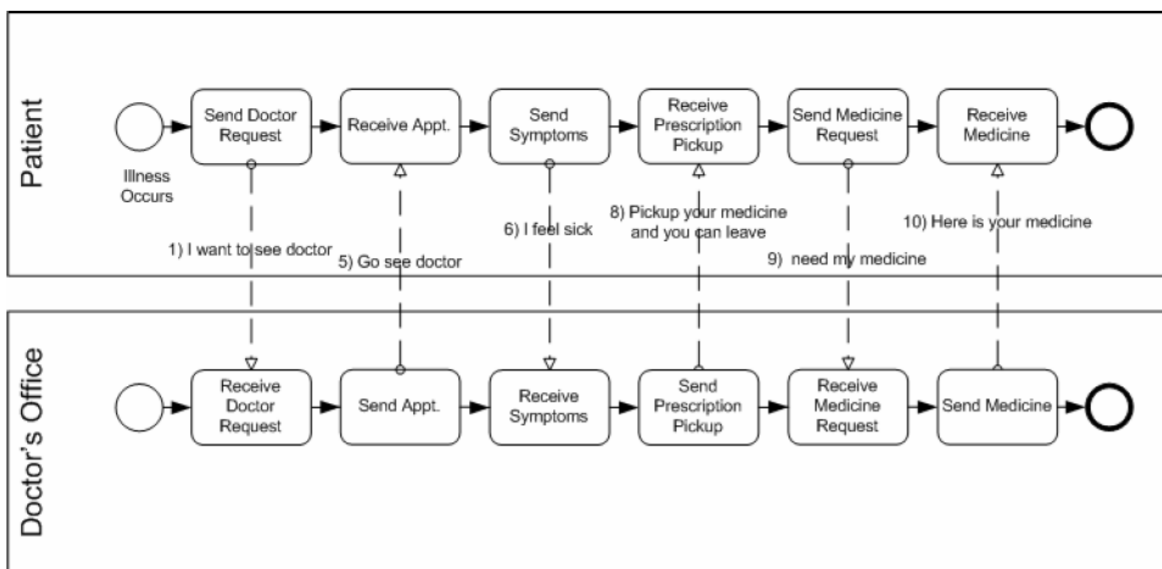 Patient
Send Doctor
Request
Receive Appt.
Send
Symptoms
Receive
Prescription
Pickup
Send Medicine
Request
Receive
Medicine
Illness
Occurs
1) I want to see doctor
5) Go see doctor
6) I feel sick
8) Pickup your medicine
and you can leave
9) need my medicine
10) Here is your medicine
Doctor's Office
Receive
Doctor
Request
Send Appt.
Receive
Symptoms
Send
Prescription
Pickup
Receive
Medicine
Request
Send Medicine